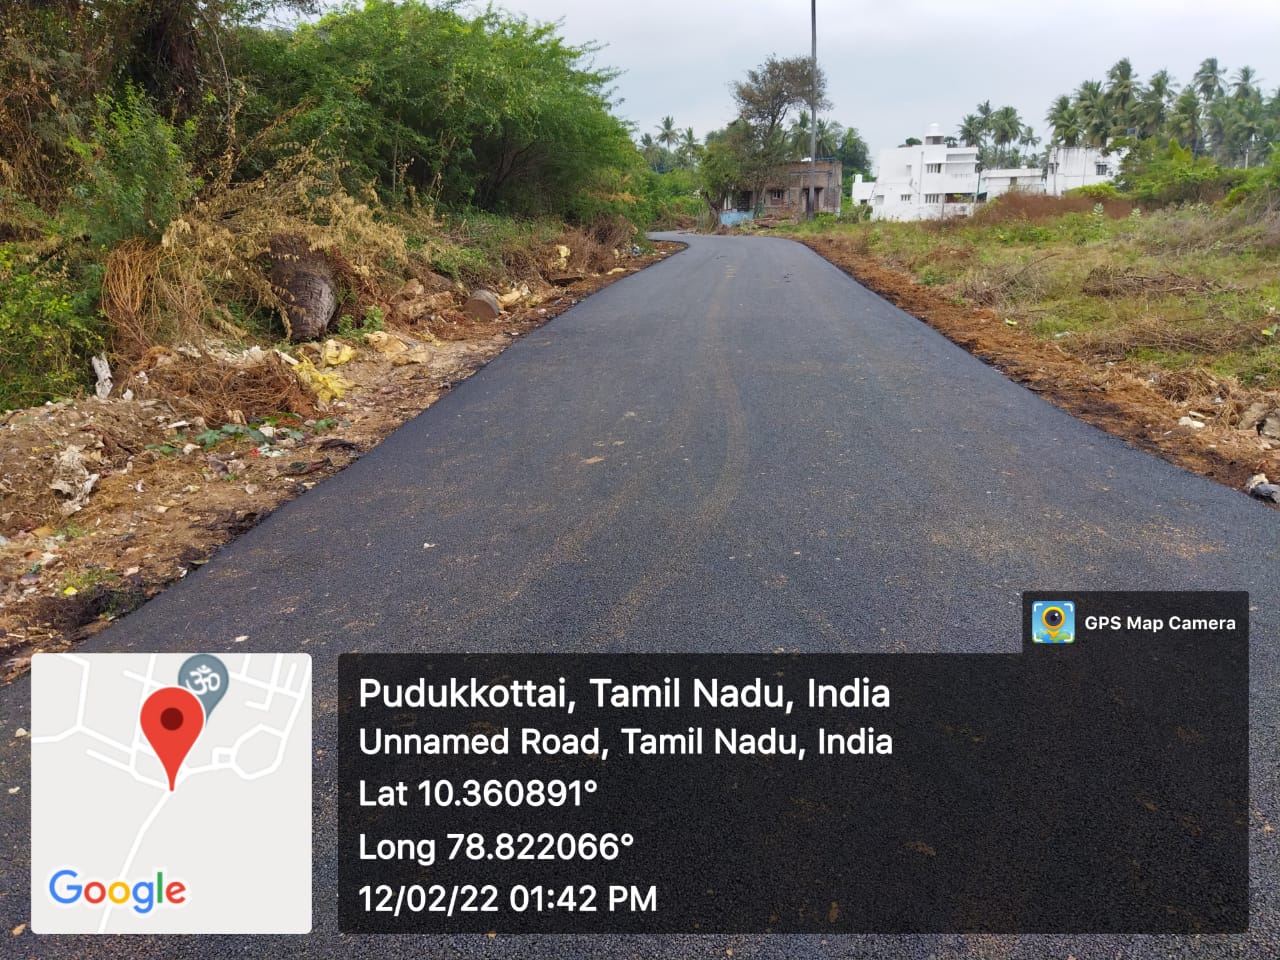 GPS Map Camera
Pudukkottai, Tamil Nadu, India
Unnamed Road, Tamil Nadu, India
Lat 10.360891°
Long 78.822066°
12/02/22 01:42 PM
ॐ
Google